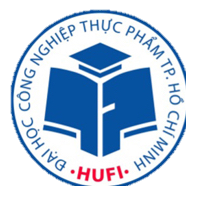 ĐẠI HỌC CÔNG NGHIỆP THỰC PHẨM TP. HỒ CHÍ MINH
·HUFI·